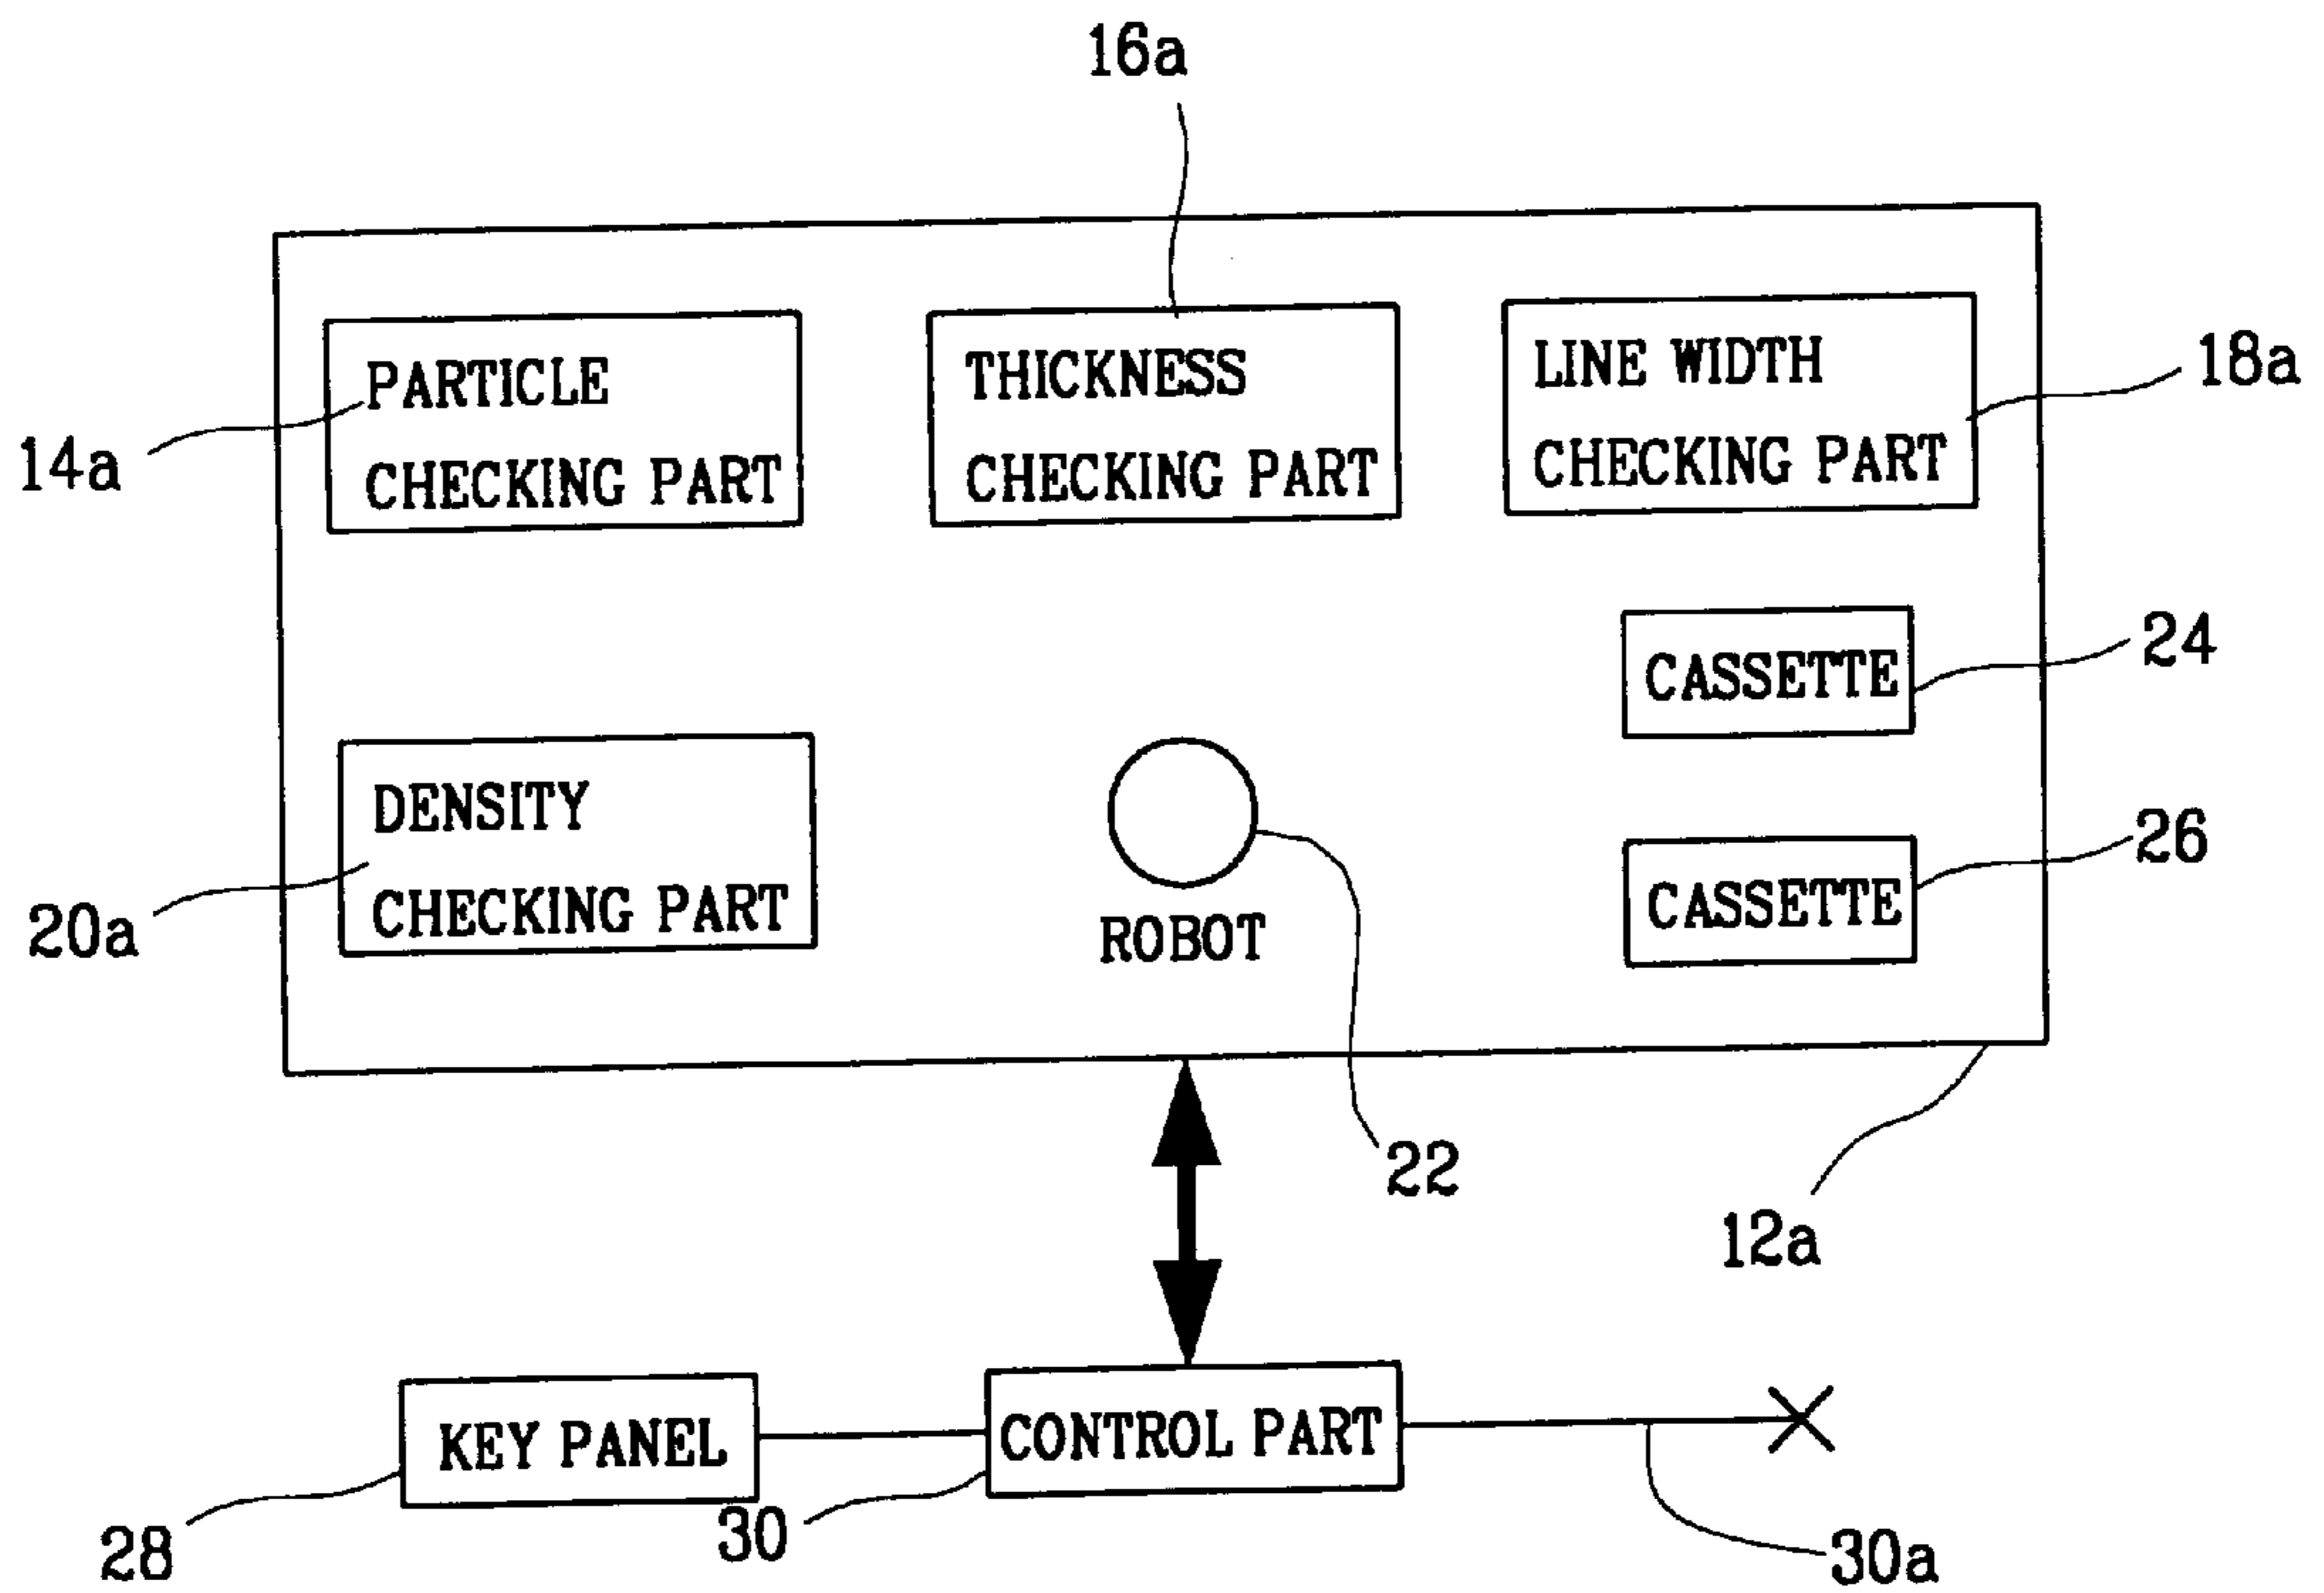 16a
PARTICLE
CHECKING PART
THICKNESS
CHECKING PART
LINE WIDTH
CHECKING PART
18a
14a
CASSETTE
24
DENSITY
CHECKING PART
20a
ROBOT
CASSETTE
26
22
12a
KEY PANEL
CONTROL PART
28
30
30a